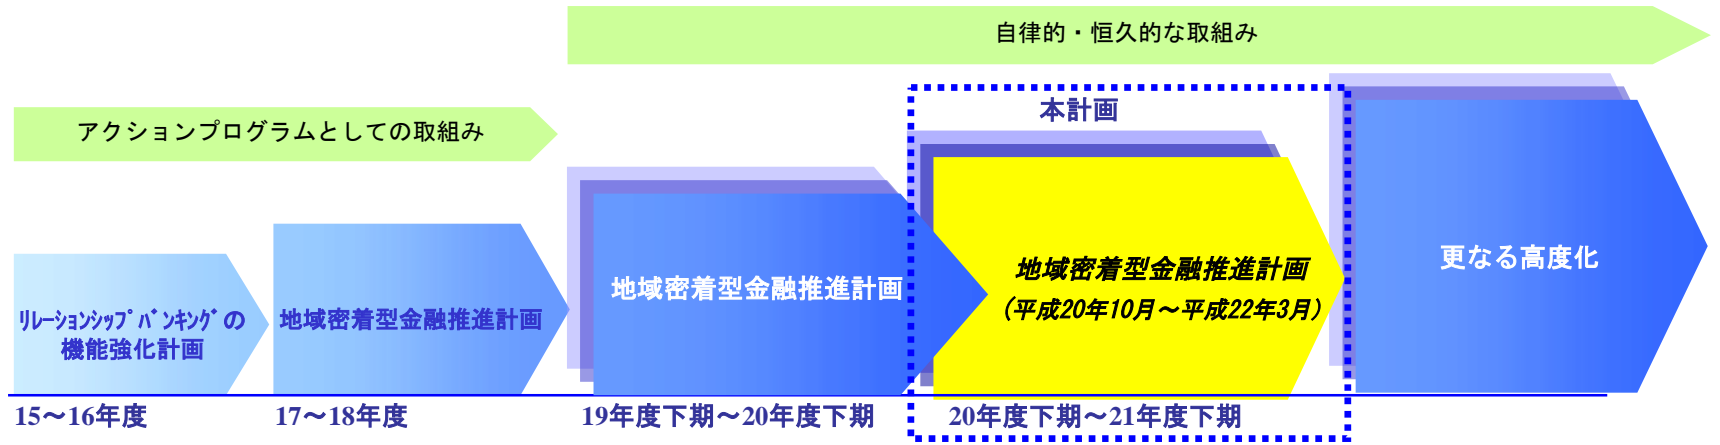 自律的・恒久的な取組み
アクションプログラムとしての取組み
本計画
ﾘﾚｰｼｮﾝｼｯﾌﾟﾊﾞﾝｷﾝｸﾞの
機能強化計画
地域密着型金融推進計画
地域密着型金融推進計画
地域密着型金融推進計画
(平成20年10月～平成22年3月)
更なる高度化
15～16年度
17～18年度
19年度下期～20年度下期
20年度下期～21年度下期